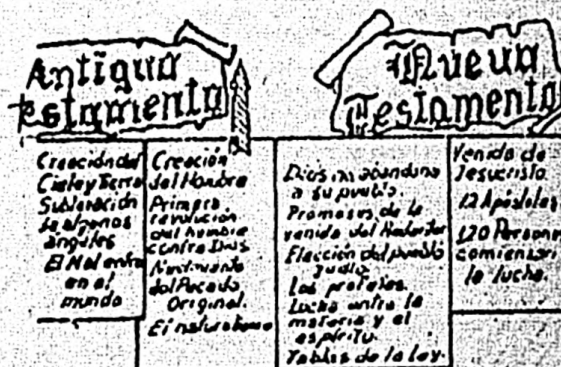 Antiguo
Testamento
Nueva
Testamento
Creación del
Cielo y Tierra
Sublevación
de algunos
ángeles
El Mal entra
en el
mundo
Creación
del Hombre
Primera
revolución
del hombre
contra Dios
Nacimiento
del Pecado
Original.
El naturalismo
Dios no abandona
a su pueblo.
Promesas de la
venida del Redentor
Elección del pueblo
Judío
Los profetas.
Lucha entre la
materia y el
espíritu.
Tablas de la ley.
Venida de
Jesucristo
12 Apóstoles
120 Personas
comienzan
la lucha.